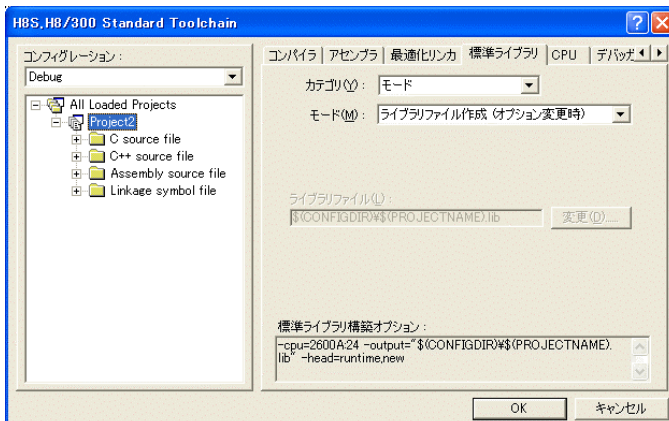 H8S,H8/300 Standard Toolchain
コンフィグレーション :
Debug
All Loaded Projects
Project2
C source file
C++ source file
Assembly source file
Linkage symbol file
コンパイラ アセンブラ 最適化リンカ 標準ライブラリ CPU デバッガ
カテゴリ(Y) : モード
モード(M) : ライブラリファイル作成 (オプション変更時)
ライブラリファイル(L) :
$(CONFIGDIR)¥$(PROJECTNAME).lib 変更(D).....
標準ライブラリ構築オプション :
-cpu=2600A:24 -output="$(CONFIGDIR)¥$(PROJECTNAME).
lib" -head=runtime,new
OK キャンセル